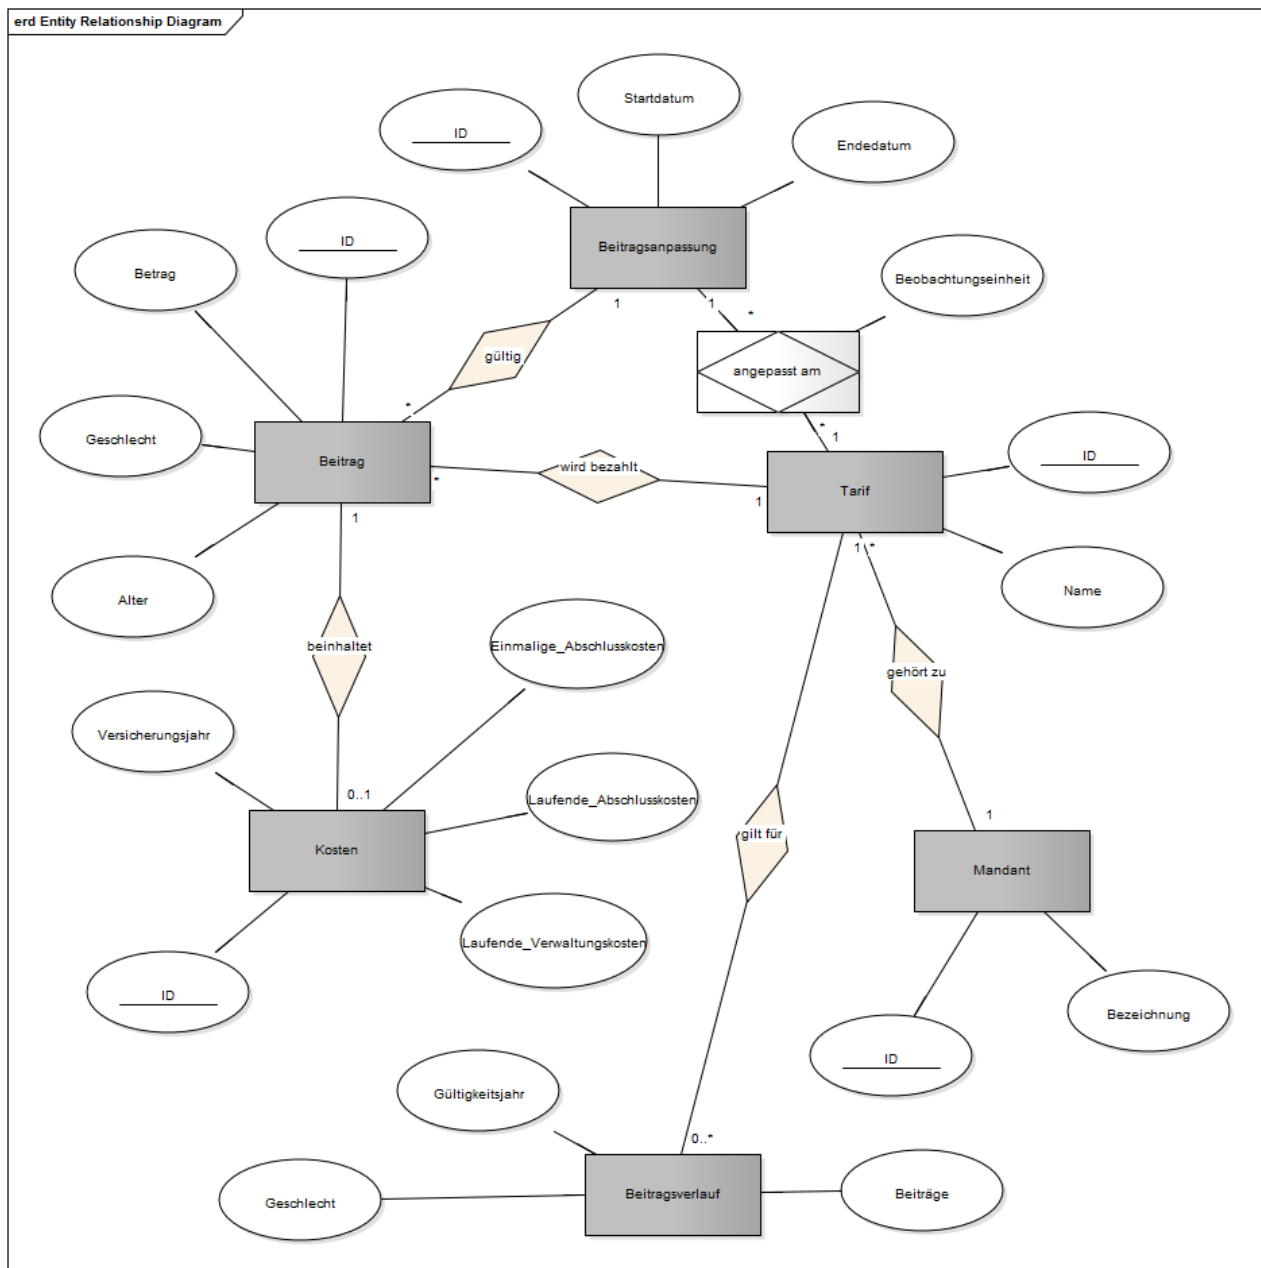 erd Entity Relationship Diagram
Startdatum
ID
Endedatum
ID
Beitragsanpassung
Betrag
Beobachtungseinheit
1
1
*
gültig
angepasst am
*
*
1
Geschlecht
Beitrag
wird bezahlt
ID
*
1
Tarif
1
1
*
Alter
Name
beinhaltet
Einmalige_Abschlusskosten
gehört zu
Versicherungsjahr
0..1
Laufende_Abschlusskosten
1
gilt für
Kosten
Mandant
Laufende_Verwaltungskosten
ID
Bezeichnung
ID
Gültigkeitsjahr
0..*
Geschlecht
Beitragsverlauf
Beiträge